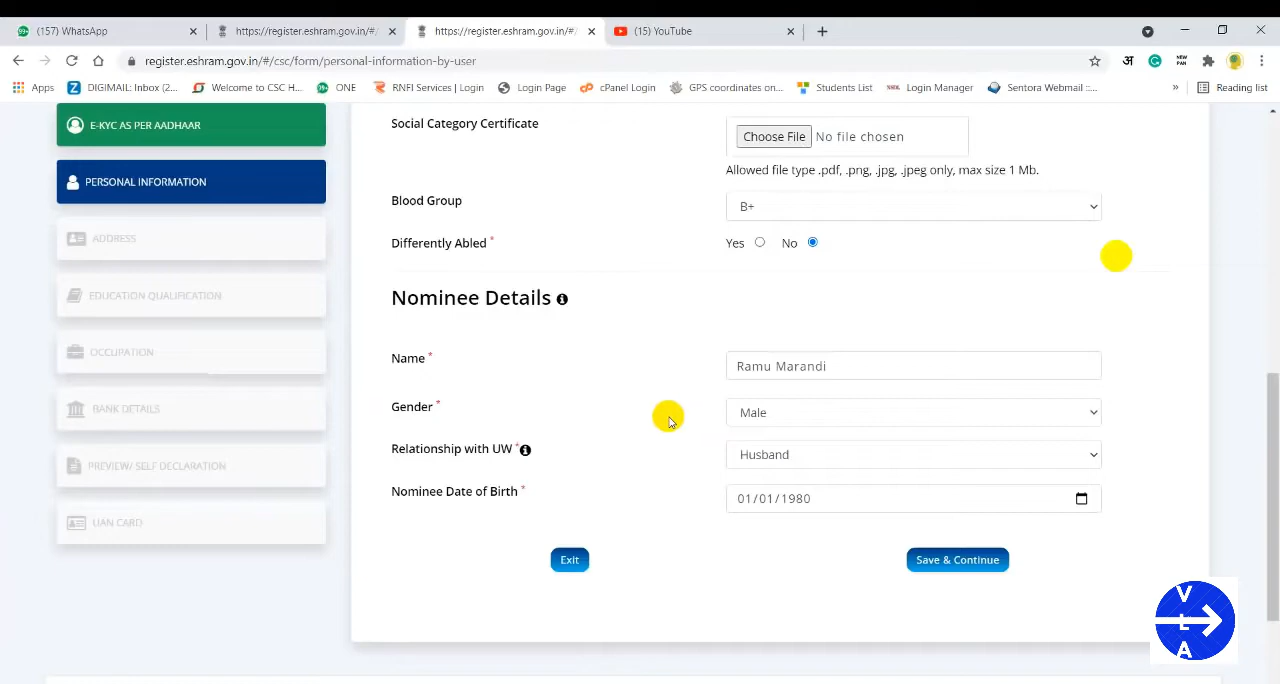 (157) WhatsApp
https://register.eshram.gov.in/#/
https://register.eshram.gov.in/#/
(15) YouTube
register.eshram.gov.in/#/csc/form/personal-information-by-user
अ
NEW PAN
Apps
DIGIMAIL: Inbox (2...
Welcome to CSC H...
ONE
RNFI Services | Login
Login Page
cPanel Login
GPS coordinates on...
Students List
Login Manager
Sentora Webmail ::...
»
Reading list
E-KYC AS PER AADHAAR
PERSONAL INFORMATION
ADDRESS
EDUCATION QUALIFICATION
OCCUPATION
BANK DETAILS
PREVIEW/ SELF DECLARATION
UAN CARD
Social Category Certificate
Choose File No file chosen
Allowed file type .pdf, .png, .jpg, .jpeg only, max size 1 Mb.
Blood Group
B+
Differently Abled *
Yes No
Nominee Details
Name *
Ramu Marandi
Gender *
Male
Relationship with UW *
Husband
Nominee Date of Birth *
01/01/1980
Exit
Save & Continue
V
L
A